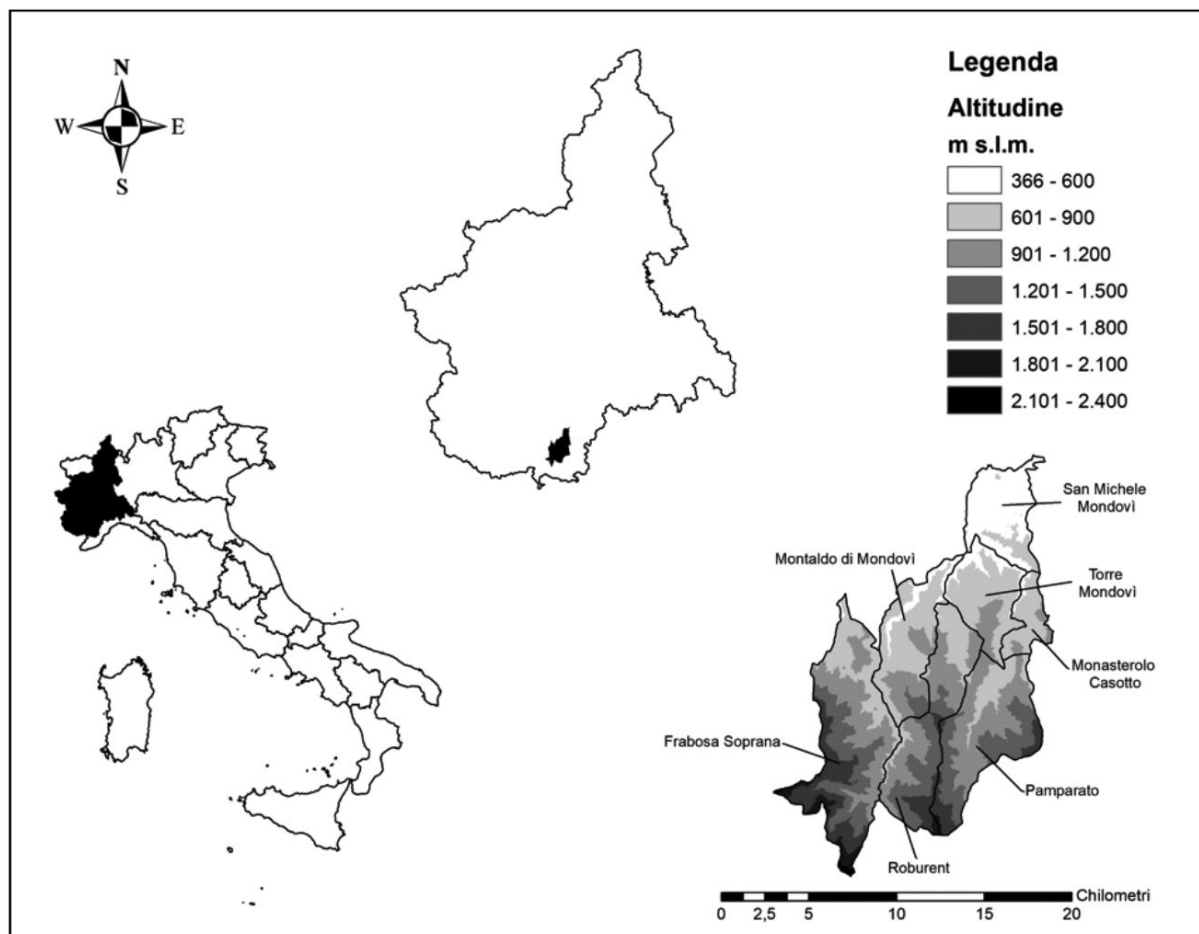 N
W E
S
Legenda
Altitudine
m s.l.m.
366 - 600
601 - 900
901 - 1.200
1.201 - 1.500
1.501 - 1.800
1.801 - 2.100
2.101 - 2.400
San Michele
Mondovì
Montaldo di Mondovì
Torre
Mondovì
Monasterolo
Casotto
Frabosa Soprana
Pamparato
Roburent
Chilometri
0 2,5 5 10 15 20